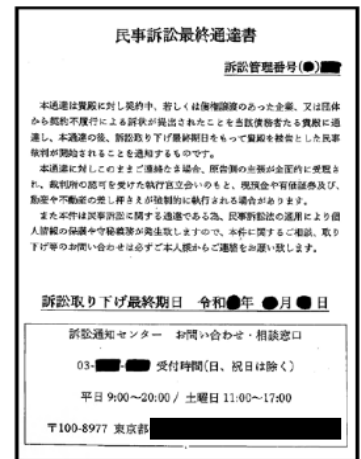 民事訴訟最終通達書
訴訟管理番号(●)
本通達は貴殿に対し契約中、若しくは債権譲渡のあった企業、又は団体
から契約不履行による訴状が提出されたことを当該債務者たる貴殿に通
達し、本通達の後、訴訟取り下げ最終期日をもって貴殿を被告とした民事
裁判が開始されることを通知するものです。
本通達に対しこのままご連絡なき場合、原告側の主張が全面的に受理さ
れ、裁判所の認可を受けた執行官立会いのもと、現預金や有価証券及び、
動産や不動産の差し押さえが強制的に執行される場合があります。
また本件は民事訴訟に関する通達である為、民事訴訟法の運用により個
人情報の保護や守秘義務が発生致しますので、本件に関するご相談、取り
下げ等のお問い合わせは必ずご本人様からご連絡をお願い致します。
訴訟取り下げ最終期日 令和●年 ●月 ●日
訴訟通知センター お問い合わせ・相談窓口
03- - 受付時間(日、祝日は除く)
平日 9:00~20:00 / 土曜日 11:00~17:00
〒100-8977 東京都